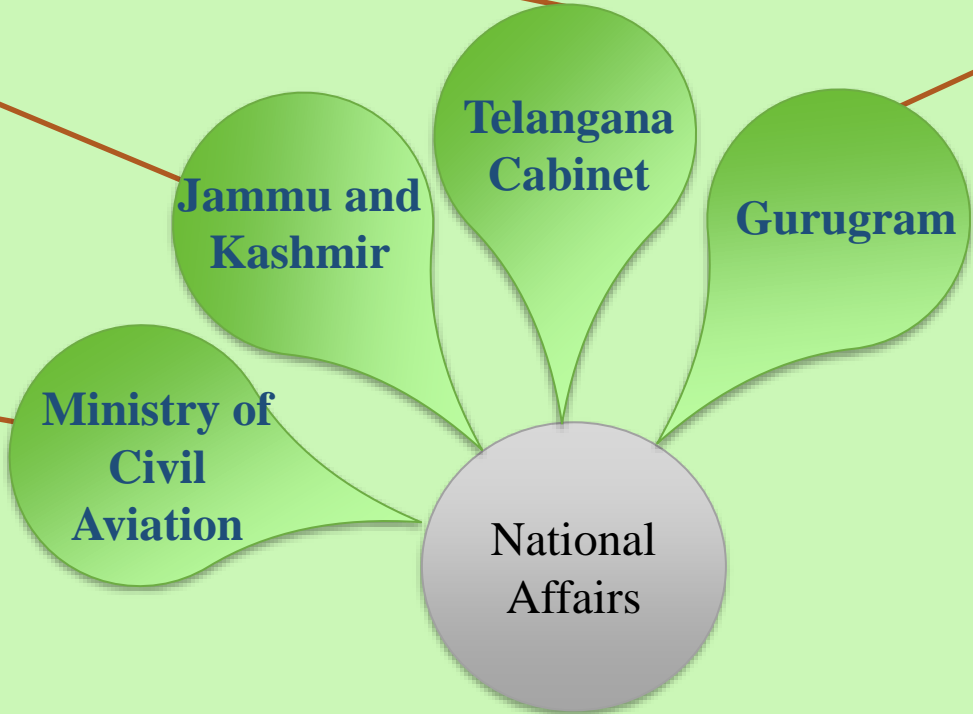 Telangana
Cabinet
Jammu and
Kashmir
Gurugram
Ministry of
Civil
Aviation
National
Affairs